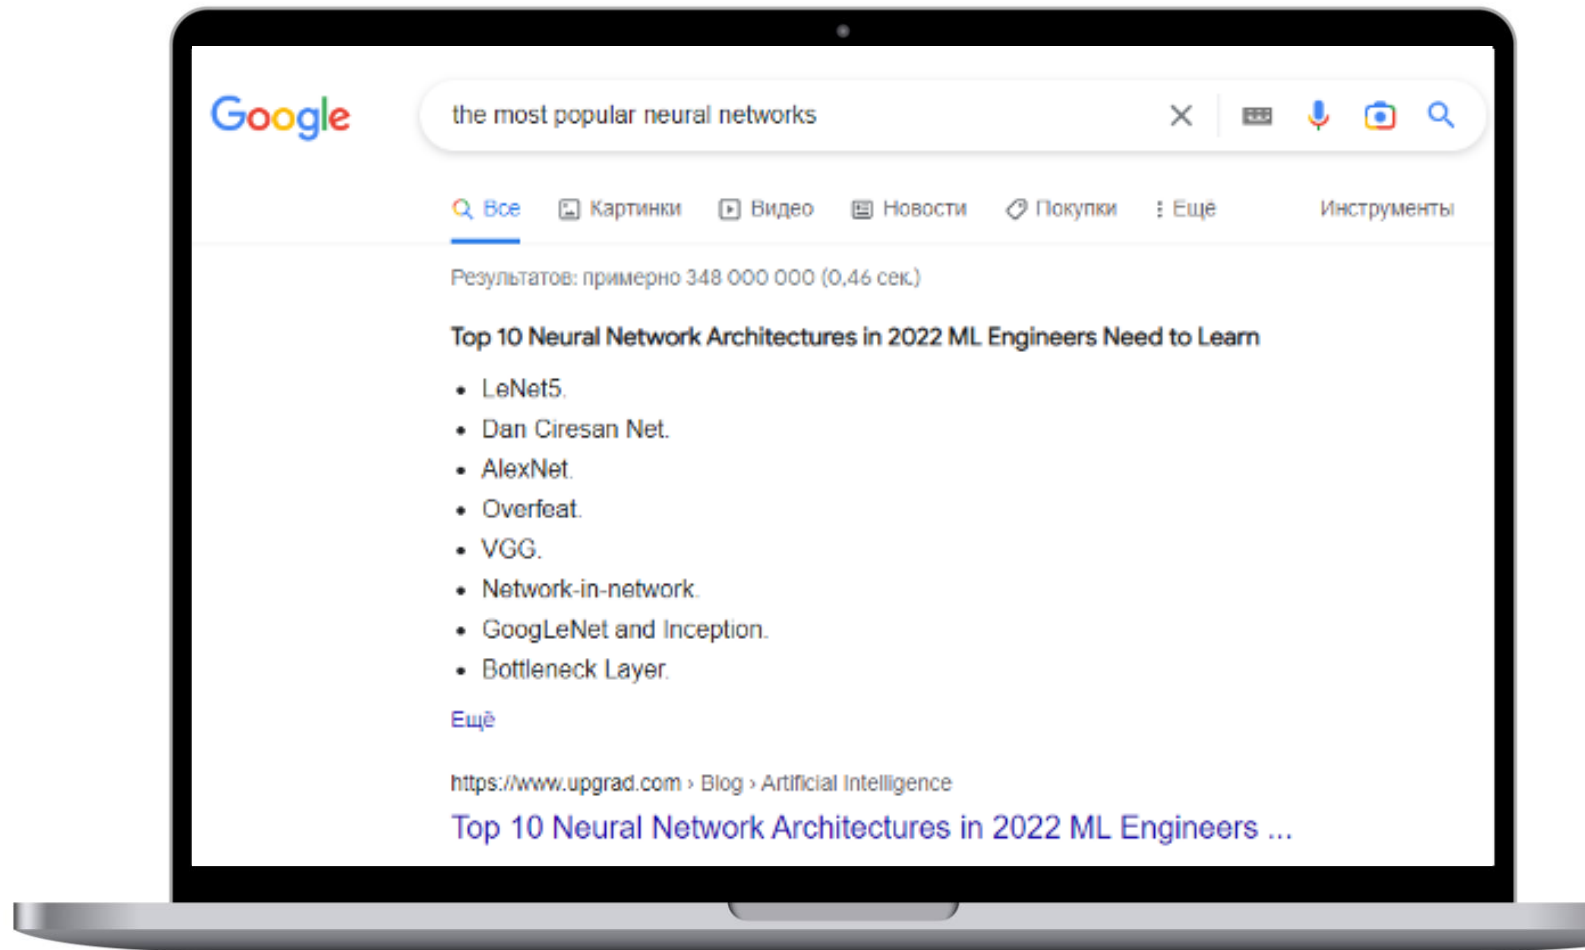 Google
the most popular neural networks
Все Картинки Видео Новости Покупки Ещё Инструменты
Результатов: примерно 348 000 000 (0,46 сек.)
Top 10 Neural Network Architectures in 2022 ML Engineers Need to Learn
• LeNet5.
• Dan Ciresan Net.
• AlexNet.
• Overfeat.
• VGG.
• Network-in-network.
• GoogLeNet and Inception.
• Bottleneck Layer.
Ещё
https://www.upgrad.com › Blog › Artificial Intelligence
Top 10 Neural Network Architectures in 2022 ML Engineers ...